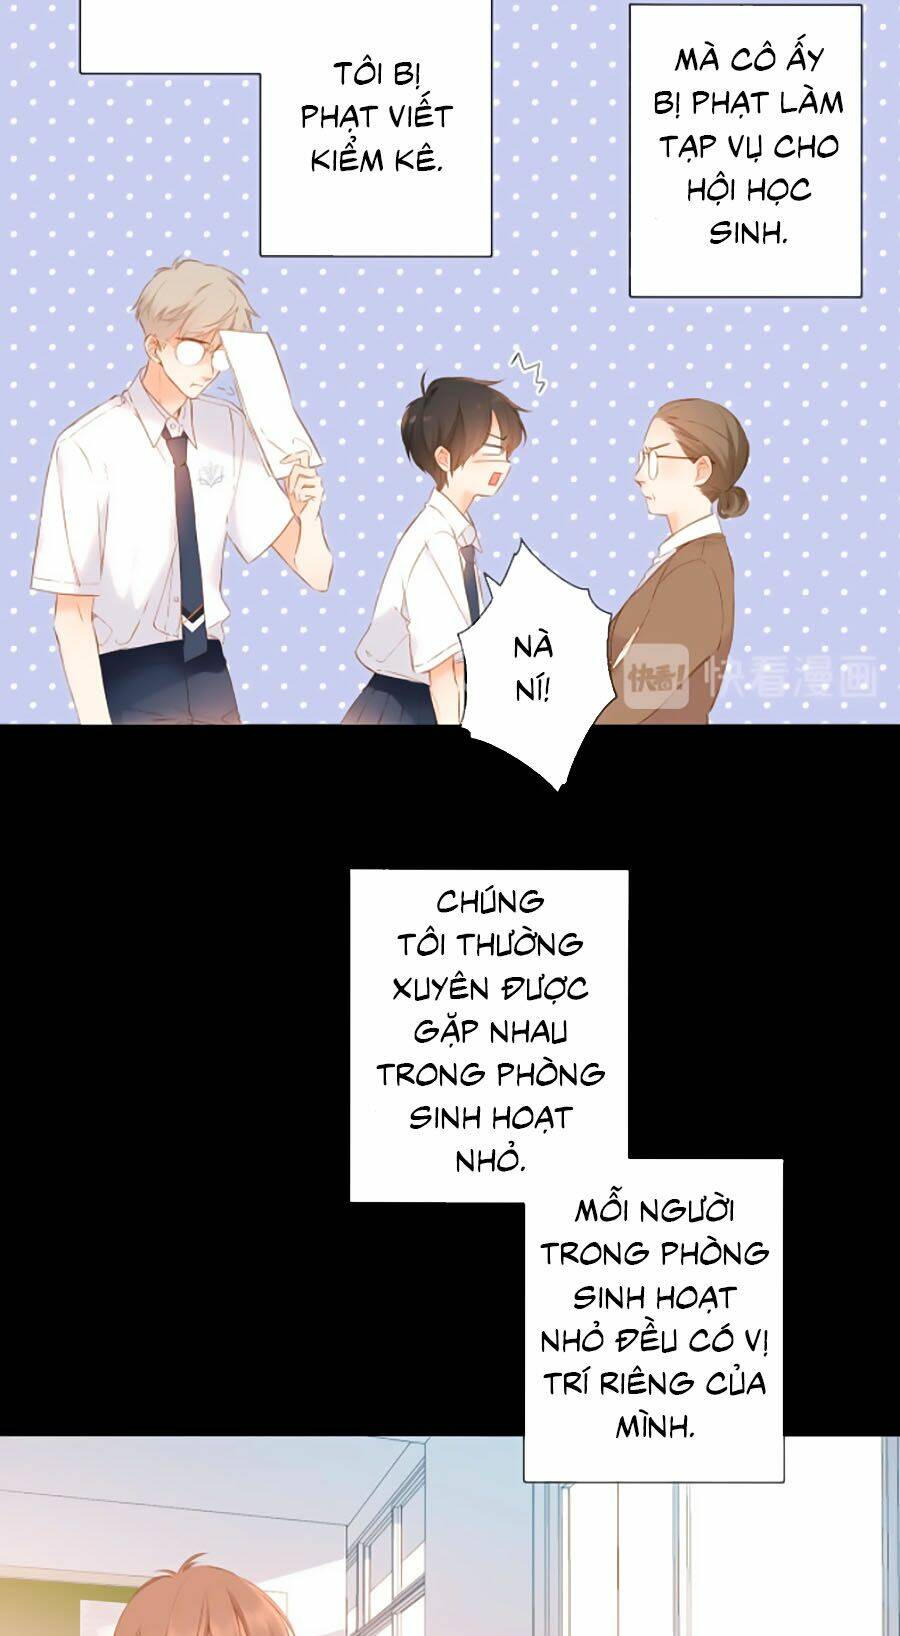 TÔI BỊ
PHẠT VIẾT
KIỂM KÊ.
MÀ CÔ ẤY
BỊ PHẠT LÀM
TẠP VỤ CHO
HỘI HỌC
SINH.
NÀ
NÍ!
快看! 快看漫画
CHÚNG
TÔI THƯỜNG
XUYÊN ĐƯỢC
GẶP NHAU
TRONG PHÒNG
SINH HOẠT
NHỎ.
MỖI NGƯỜI
TRONG PHÒNG
SINH HOẠT
NHỎ ĐỀU CÓ VỊ
TRÍ RIÊNG CỦA
MÌNH.